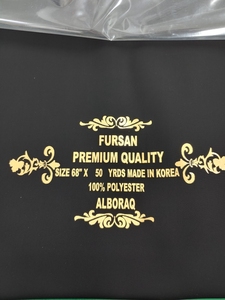 FURSAN
PREMIUM QUALITY
SIZE 68" X 50 YRDS MADE IN KOREA
100% POLYESTER
ALBORAQ